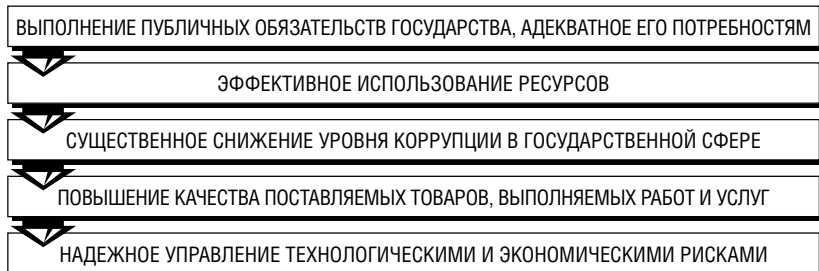 ВЫПОЛНЕНИЕ ПУБЛИЧНЫХ ОБЯЗАТЕЛЬСТВ ГОСУДАРСТВА, АДЕКВАТНОЕ ЕГО ПОТРЕБНОСТЯМ
ЭФФЕКТИВНОЕ ИСПОЛЬЗОВАНИЕ РЕСУРСОВ
СУЩЕСТВЕННОЕ СНИЖЕНИЕ УРОВНЯ КОРРУПЦИИ В ГОСУДАРСТВЕННОЙ СФЕРЕ
ПОВЫШЕНИЕ КАЧЕСТВА ПОСТАВЛЯЕМЫХ ТОВАРОВ, ВЫПОЛНЯЕМЫХ РАБОТ И УСЛУГ
НАДЕЖНОЕ УПРАВЛЕНИЕ ТЕХНОЛОГИЧЕСКИМИ И ЭКОНОМИЧЕСКИМИ РИСКАМИ